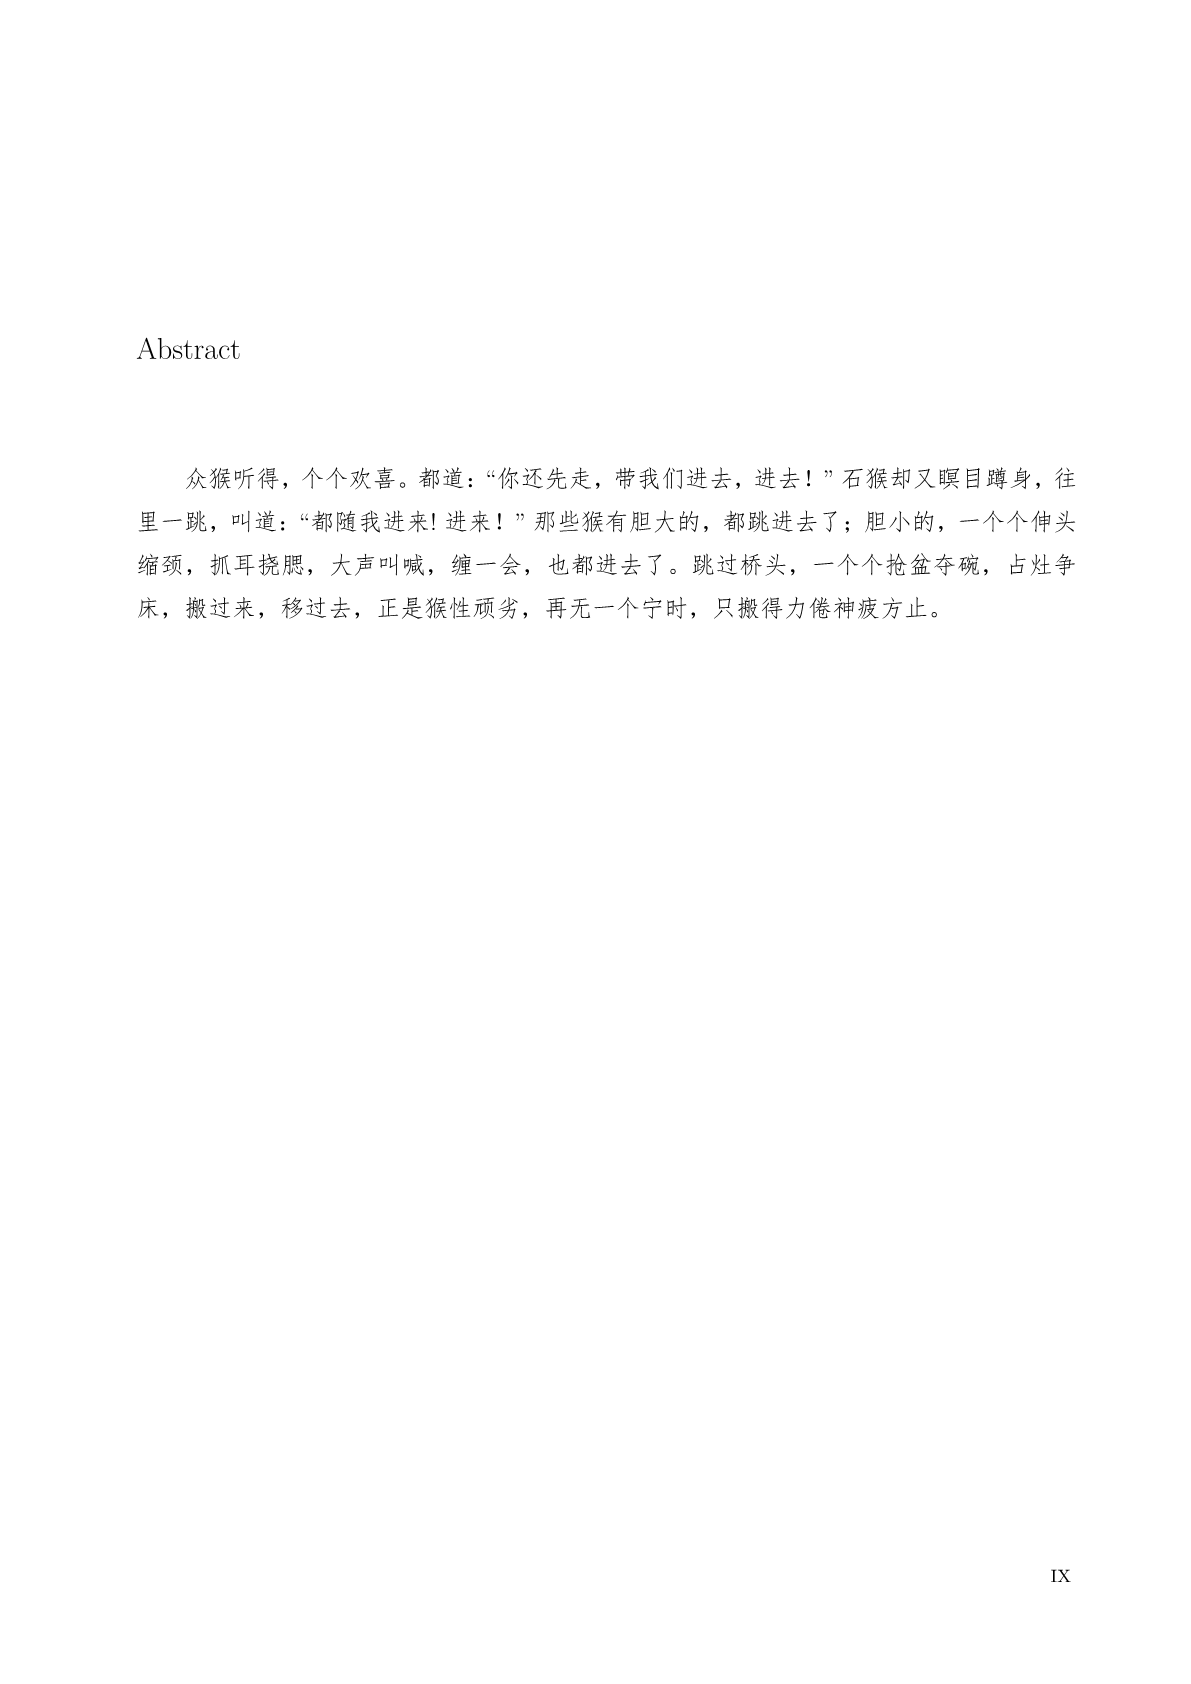 Abstract
众猴听得，个个欢喜。都道：“你还先走，带我们进去，进去！”石猴却又瞑目蹲身，往
里一跳，叫道：“都随我进来! 进来！”那些猴有胆大的，都跳进去了；胆小的，一个个伸头
缩颈，抓耳挠腮，大声叫喊，缠一会，也都进去了。跳过桥头，一个个抢盆夺碗，占灶争
床，搬过来，移过去，正是猴性顽劣，再无一个宁时，只搬得力倦神疲方止。
IX